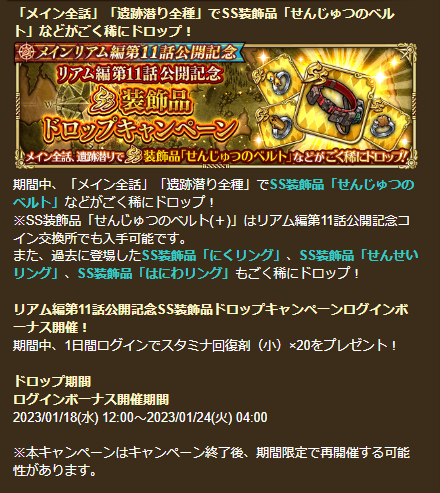 「メイン全話」「遺跡潜り全種」でSS装飾品「せんじゅつのベル
ト」などがごく稀にドロップ！
メインリアム編第11話公開記念
リアム編第11話公開記念
SS装飾品
ドロップキャンペーン
メイン全話、遺跡潜りでSS装飾品「せんじゅつのベルト」などがごく稀にドロップ!!
期間中、「メイン全話」「遺跡潜り全種」でSS装飾品「せんじゅつの
ベルト」などがごく稀にドロップ！
※SS装飾品「せんじゅつのベルト(＋)」はリアム編第11話公開記念コ
イン交換所でも入手可能です。
また、過去に登場したSS装飾品「にくリング」、SS装飾品「せんせい
リング」、SS装飾品「はにわリング」もごく稀にドロップ！
リアム編第11話公開記念SS装飾品ドロップキャンペーンログインボ
ーナス開催！
期間中、1日間ログインでスタミナ回復剤（小）×20をプレゼント！
ドロップ期間
ログインボーナス開催期間
2023/01/18(水) 12:00～2023/01/24(火) 04:00
※本キャンペーンはキャンペーン終了後、期間限定で再開催する可能
性があります。